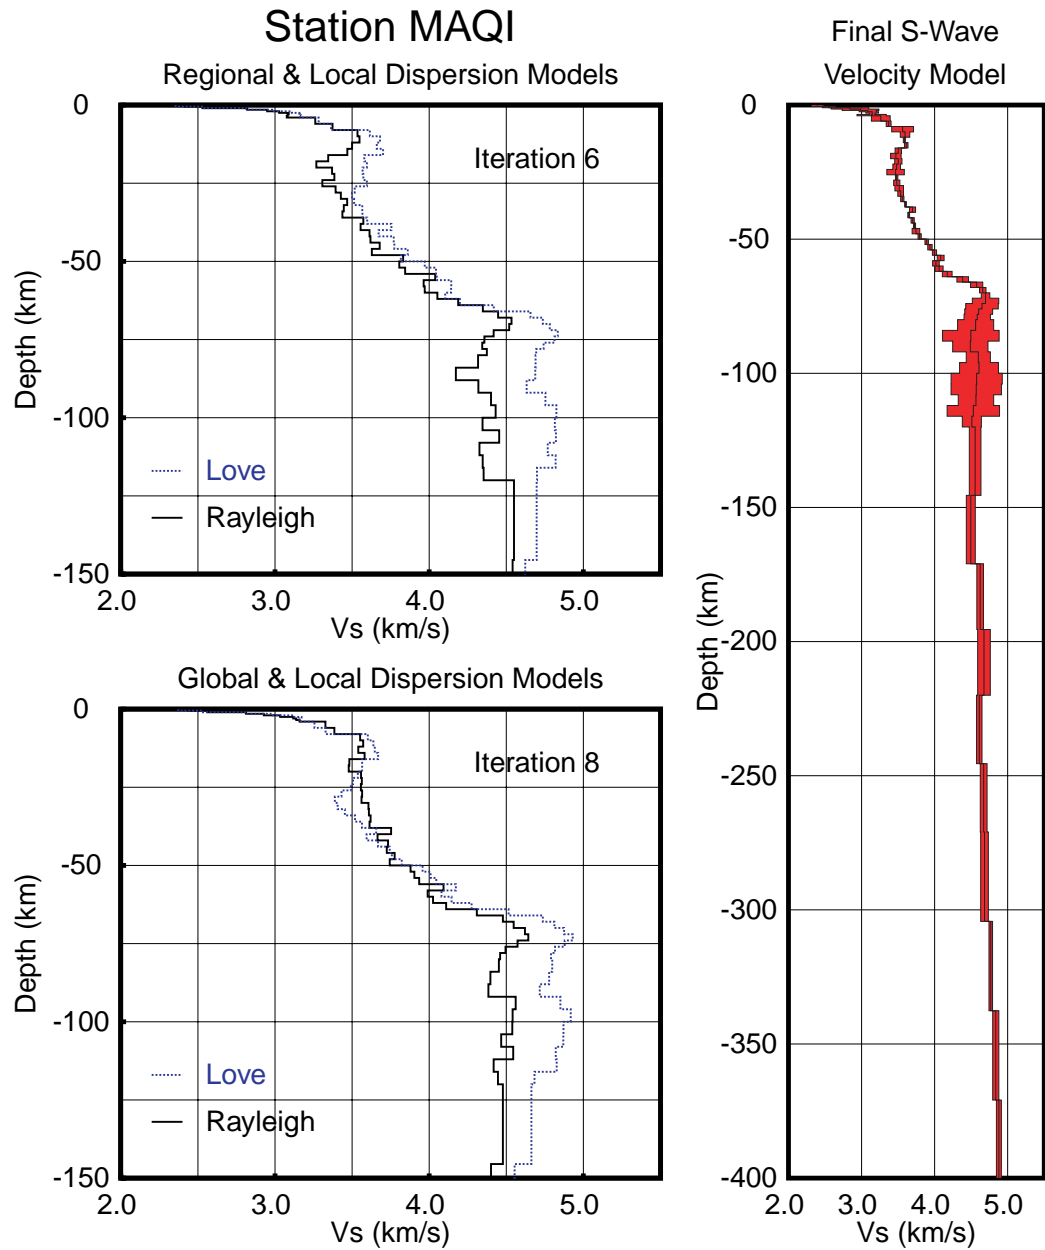 Station MAQI
Regional & Local Dispersion Models
0
-50
-100
-150
Depth (km)
Iteration 6
Love
Rayleigh
2.0 3.0 4.0 5.0
Vs (km/s)
Global & Local Dispersion Models
0
-50
-100
-150
Depth (km)
Iteration 8
Love
Rayleigh
2.0 3.0 4.0 5.0
Vs (km/s)
Final S-Wave
Velocity Model
0
-50
-100
-150
-200
-250
-300
-350
-400
Depth (km)
2.0 3.0 4.0 5.0
Vs (km/s)